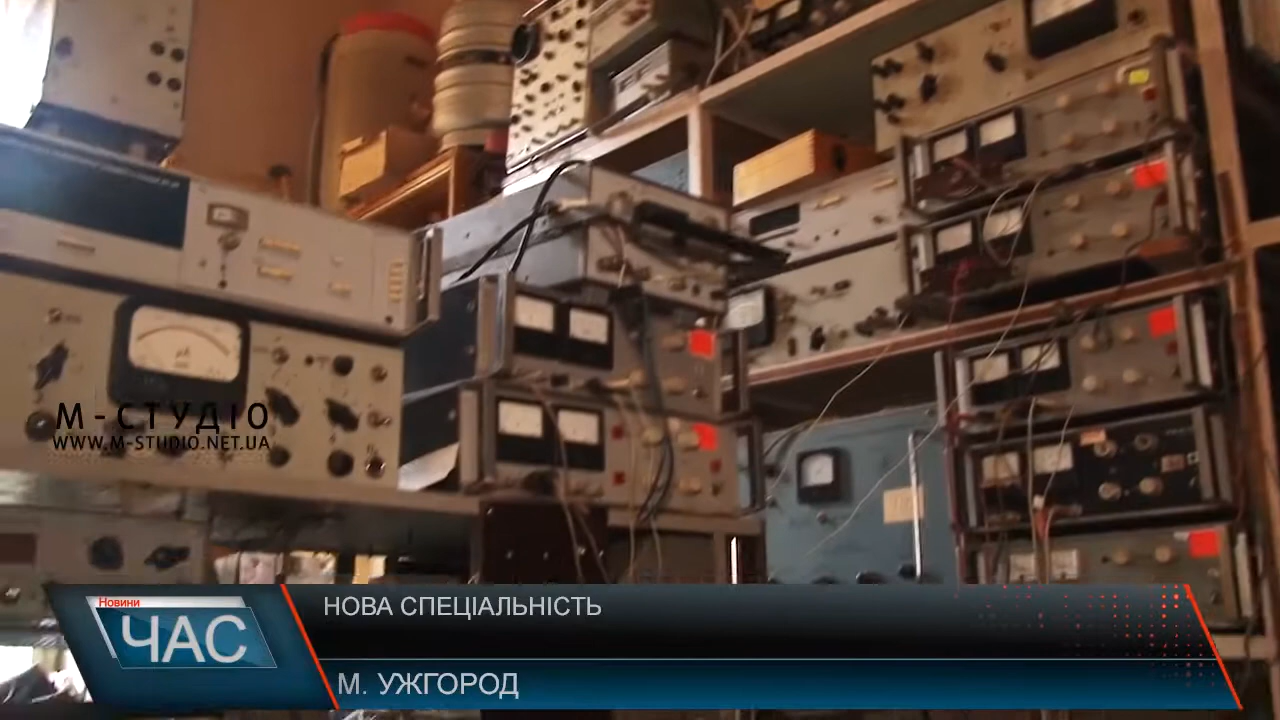 М-СТУДІО
WWW.M-STUDIO.NET.UA
Новини
ЧАС
НОВА СПЕЦІАЛЬНІСТЬ
М. УЖГОРОД